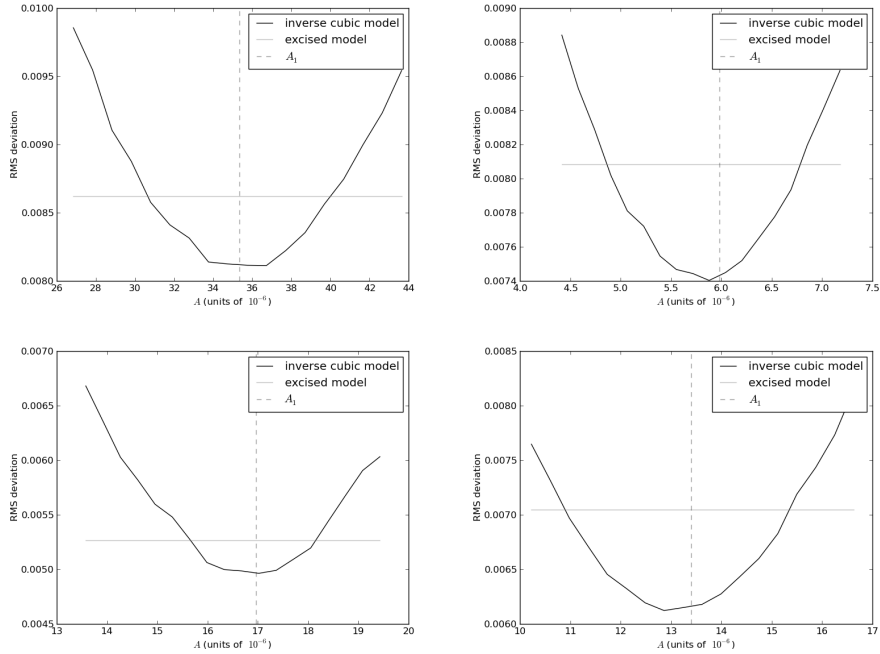 0.0100
0.0095
0.0090
0.0085
0.0080
RMS deviation
26 28 30 32 34 36 38 40 42 44
A (units of 10^-6)
inverse cubic model
excised model
A_1
0.0090
0.0088
0.0086
0.0084
0.0082
0.0080
0.0078
0.0076
0.0074
RMS deviation
4.0 4.5 5.0 5.5 6.0 6.5 7.0 7.5
A (units of 10^-6)
inverse cubic model
excised model
A_1
0.0070
0.0065
0.0060
0.0055
0.0050
0.0045
RMS deviation
13 14 15 16 17 18 19 20
A (units of 10^-6)
inverse cubic model
excised model
A_1
0.0085
0.0080
0.0075
0.0070
0.0065
0.0060
RMS deviation
10 11 12 13 14 15 16 17
A (units of 10^-6)
inverse cubic model
excised model
A_1